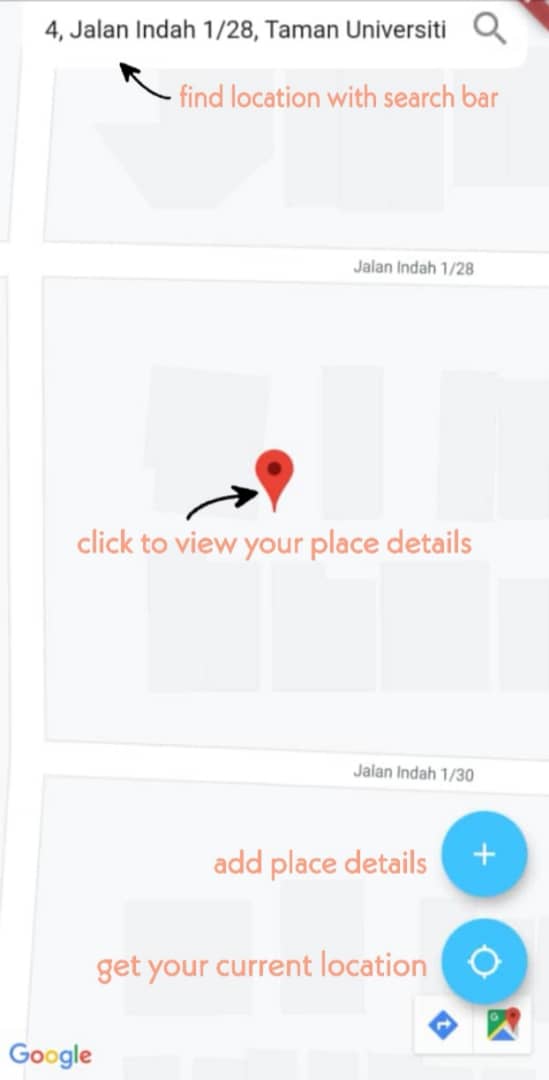 4, Jalan Indah 1/28, Taman Universiti
find location with search bar
Jalan Indah 1/28
click to view your place details
Jalan Indah 1/30
add place details
get your current location
Google